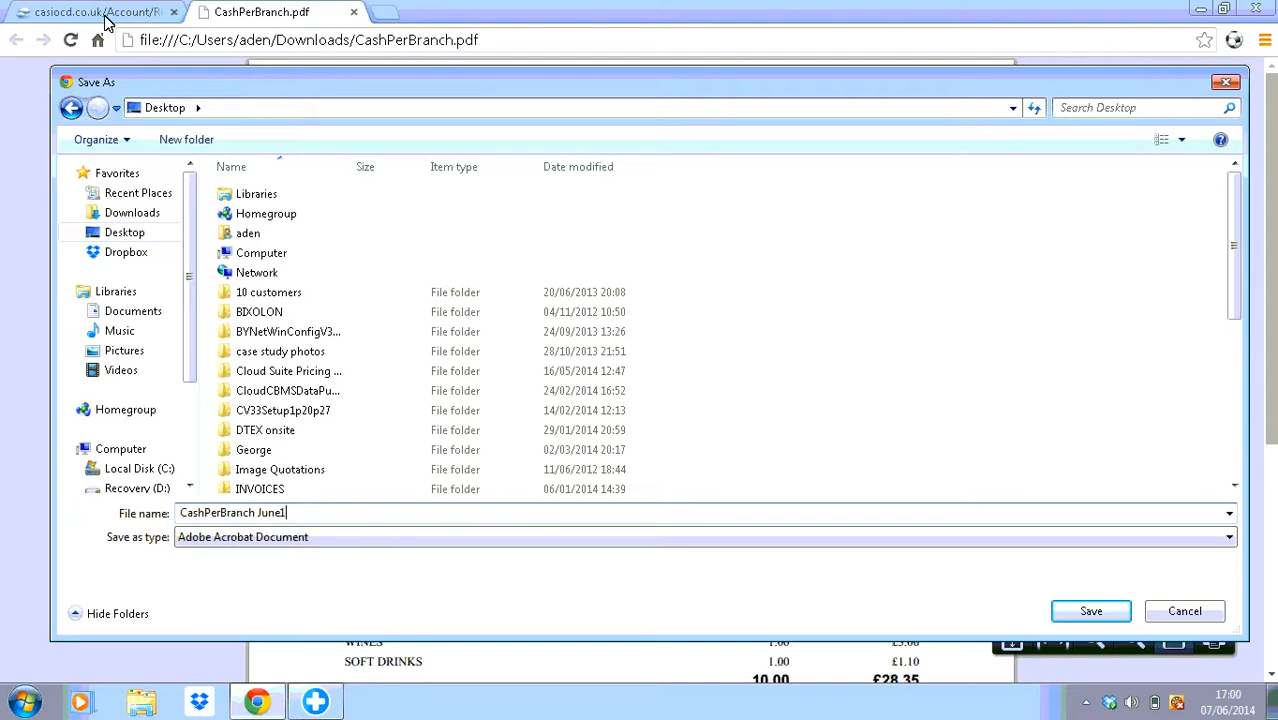 casiocd.co.uk/Account/R
CashPerBranch.pdf
file:///C:/Users/aden/Downloads/CashPerBranch.pdf
Save As
Desktop
Search Desktop
Organize
New folder
Favorites
Recent Places
Downloads
Desktop
Dropbox
Libraries
Documents
Music
Pictures
Videos
Homegroup
Computer
Local Disk (C:)
Recovery (D:)
Name Size Item type Date modified
Libraries
Homegroup
aden
Computer
Network
10 customers File folder 20/06/2013 20:08
BIXOLON File folder 04/11/2012 10:50
BYNetWinConfigV3... File folder 24/09/2013 13:26
case study photos File folder 28/10/2013 21:51
Cloud Suite Pricing ... File folder 16/05/2014 12:47
CloudCBMSDataPu... File folder 24/02/2014 16:52
CV33Setup1p20p27 File folder 14/02/2014 12:13
DTEX onsite File folder 29/01/2014 20:59
George File folder 02/03/2014 20:17
Image Quotations File folder 11/06/2012 18:44
INVOICES File folder 06/01/2014 14:39
File name: CashPerBranch June1
Save as type: Adobe Acrobat Document
Hide Folders
Save
Cancel
WINES 1.00
SOFT DRINKS 1.00 £1.10
10.00 £28.35
17:00
07/06/2014